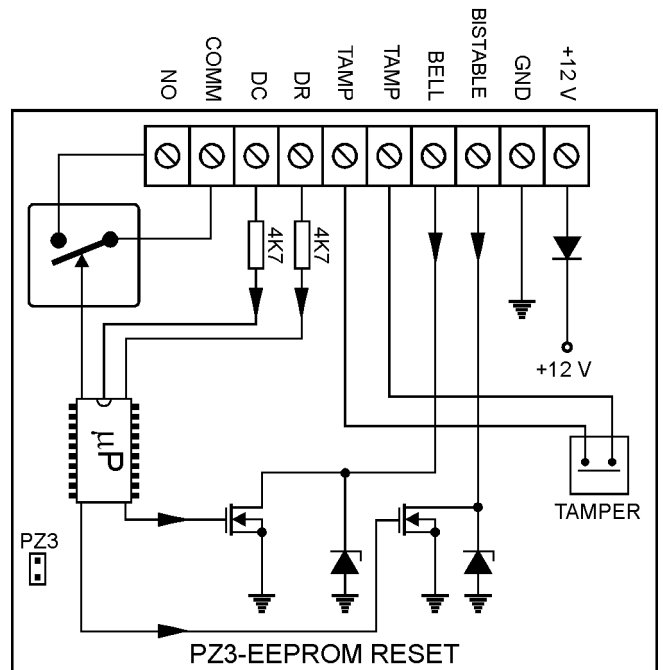 NO
COMM
DC
DR
TAMP
TAMP
BELL
BISTABLE
GND
+12 V
4K7
4K7
+12 V
µP
TAMPER
PZ3
PZ3-EEPROM RESET